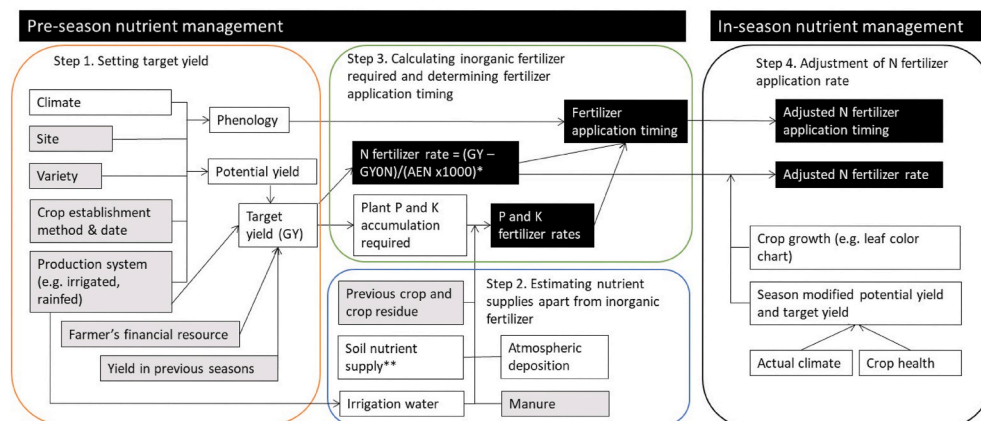 Pre-season nutrient management
In-season nutrient management
Step 1. Setting target yield
Climate
Site
Variety
Crop establishment
method & date
Production system
(e.g. irrigated,
rainfed)
Farmer's financial resource
Yield in previous seasons
Phenology
Potential yield
Target
yield (GY)
Step 3. Calculating inorganic fertilizer
required and determining fertilizer
application timing
Fertilizer
application timing
N fertilizer rate = (GY –
GY0N)/(AEN x1000)*
Plant P and K
accumulation
required
P and K
fertilizer rates
Step 2. Estimating nutrient
supplies apart from inorganic
fertilizer
Previous crop and
crop residue
Soil nutrient
supply**
Atmospheric
deposition
Irrigation water
Manure
Step 4. Adjustment of N fertilizer
application rate
Adjusted N fertilizer
application timing
Adjusted N fertilizer rate
Crop growth (e.g. leaf color
chart)
Season modified potential yield
and target yield
Actual climate
Crop health